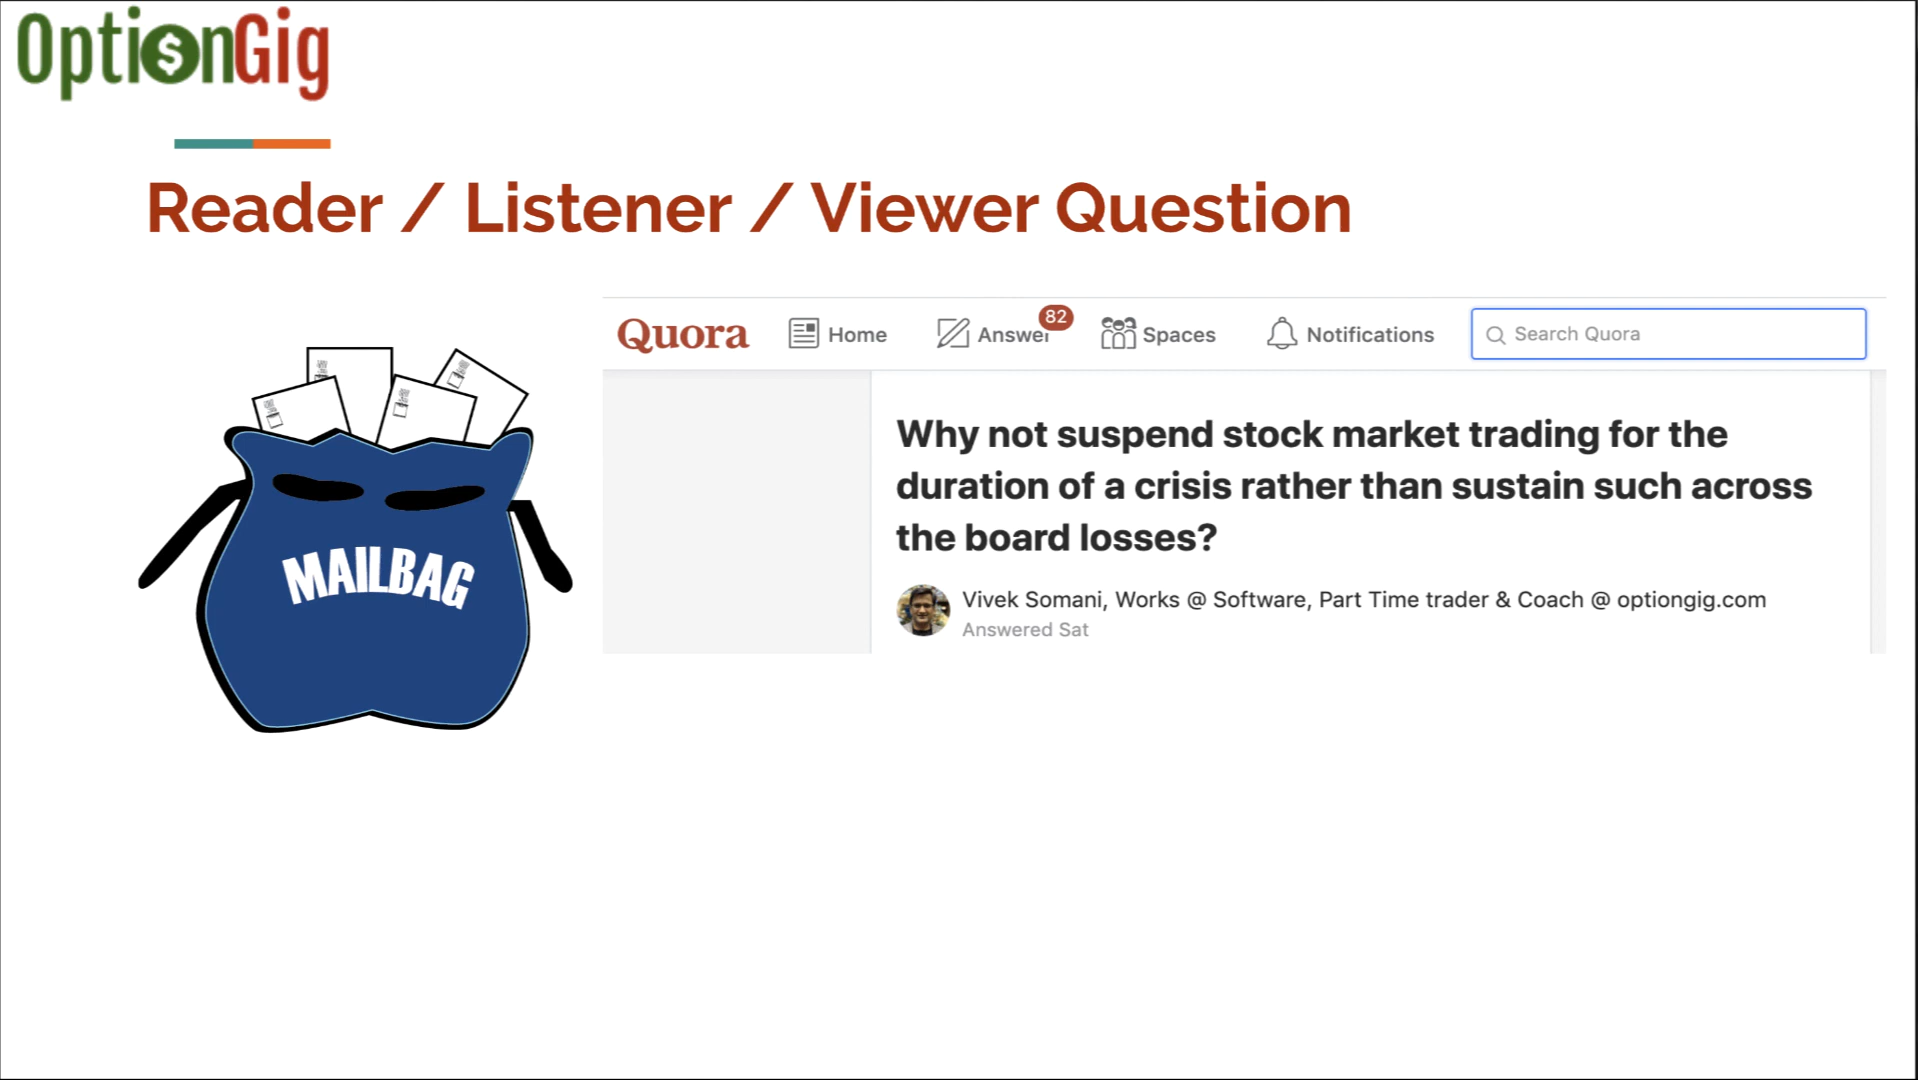 OptionGig
Reader / Listener / Viewer Question
MAILBAG
Quora Home Answer 82 Spaces Notifications Search Quora
Why not suspend stock market trading for the
duration of a crisis rather than sustain such across
the board losses?
Vivek Somani, Works @ Software, Part Time trader & Coach @ optiongig.com
Answered Sat